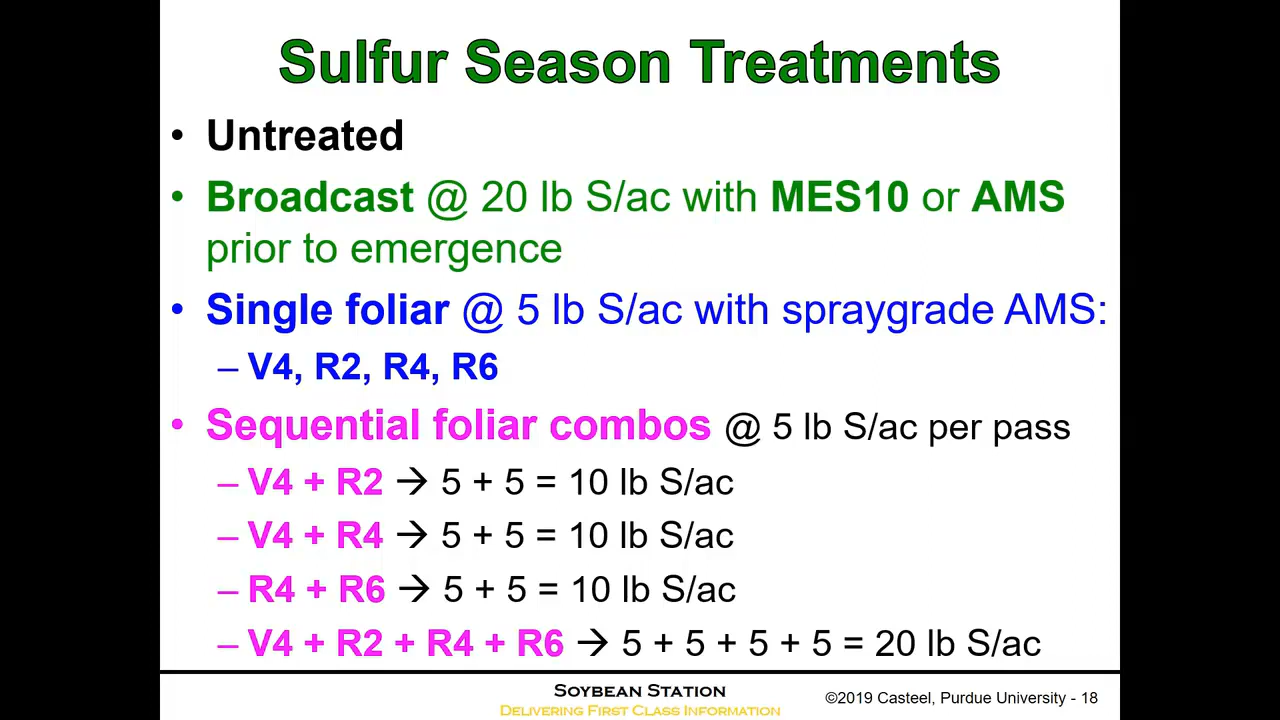 Sulfur Season Treatments
• Untreated
• Broadcast @ 20 lb S/ac with MES10 or AMS
prior to emergence
• Single foliar @ 5 lb S/ac with spraygrade AMS:
– V4, R2, R4, R6
• Sequential foliar combos @ 5 lb S/ac per pass
– V4 + R2 → 5 + 5 = 10 lb S/ac
– V4 + R4 → 5 + 5 = 10 lb S/ac
– R4 + R6 → 5 + 5 = 10 lb S/ac
– V4 + R2 + R4 + R6 → 5 + 5 + 5 + 5 = 20 lb S/ac
Soybean Station
Delivering First Class Information
©2019 Casteel, Purdue University - 18